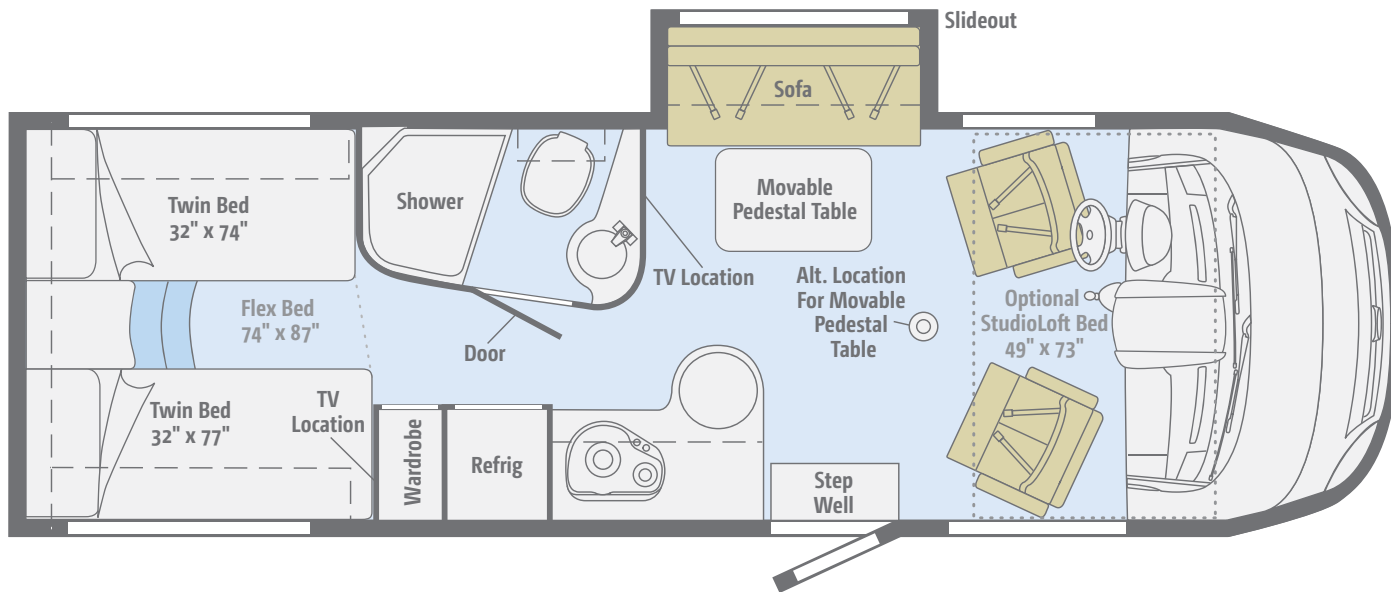 Slideout
Sofa
Twin Bed
32" x 74"
Shower
Movable
Pedestal Table
TV Location
Alt. Location
For Movable
Pedestal
Table
Optional
StudioLoft Bed
49" x 73"
Flex Bed
74" x 87"
Door
Twin Bed
32" x 77"
TV
Location
Wardrobe
Refrig
Step
Well